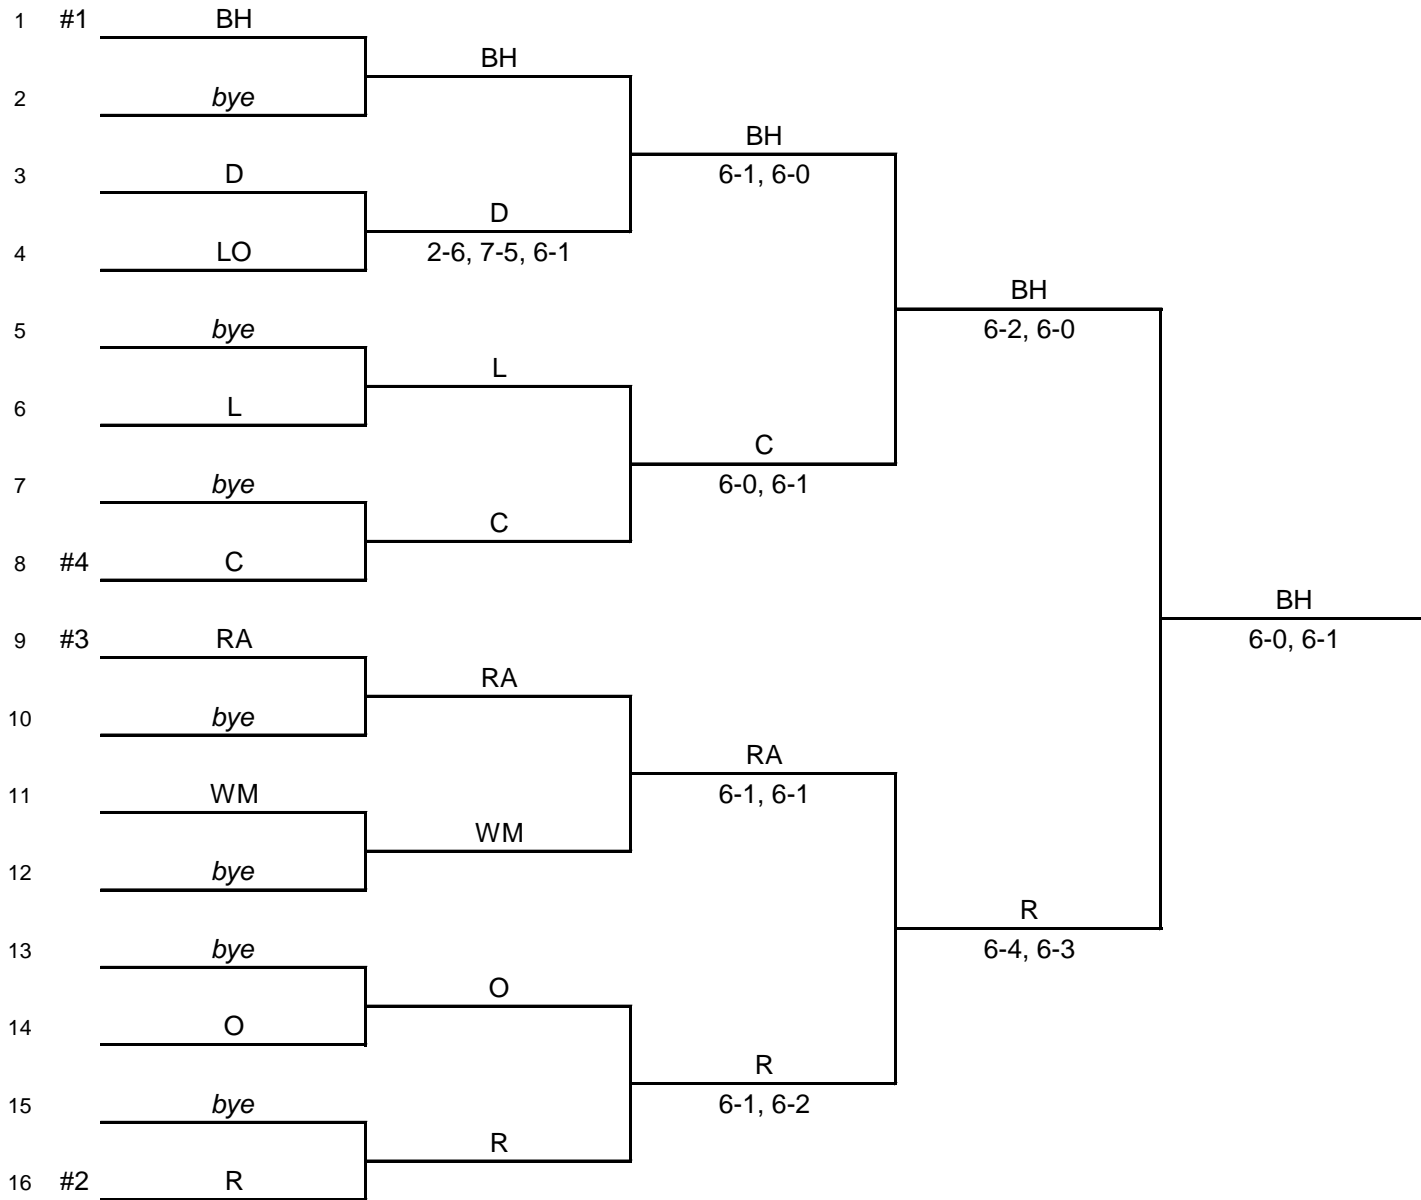 1 #1 BH
BH
2 bye
BH
6-1, 6-0
3 D
D
2-6, 7-5, 6-1
4 LO
BH
6-2, 6-0
5 bye
L
6 L
C
6-0, 6-1
7 bye
C
8 #4 C
BH
6-0, 6-1
9 #3 RA
RA
10 bye
RA
6-1, 6-1
11 WM
WM
12 bye
R
6-4, 6-3
13 bye
O
14 O
R
6-1, 6-2
15 bye
R
16 #2 R